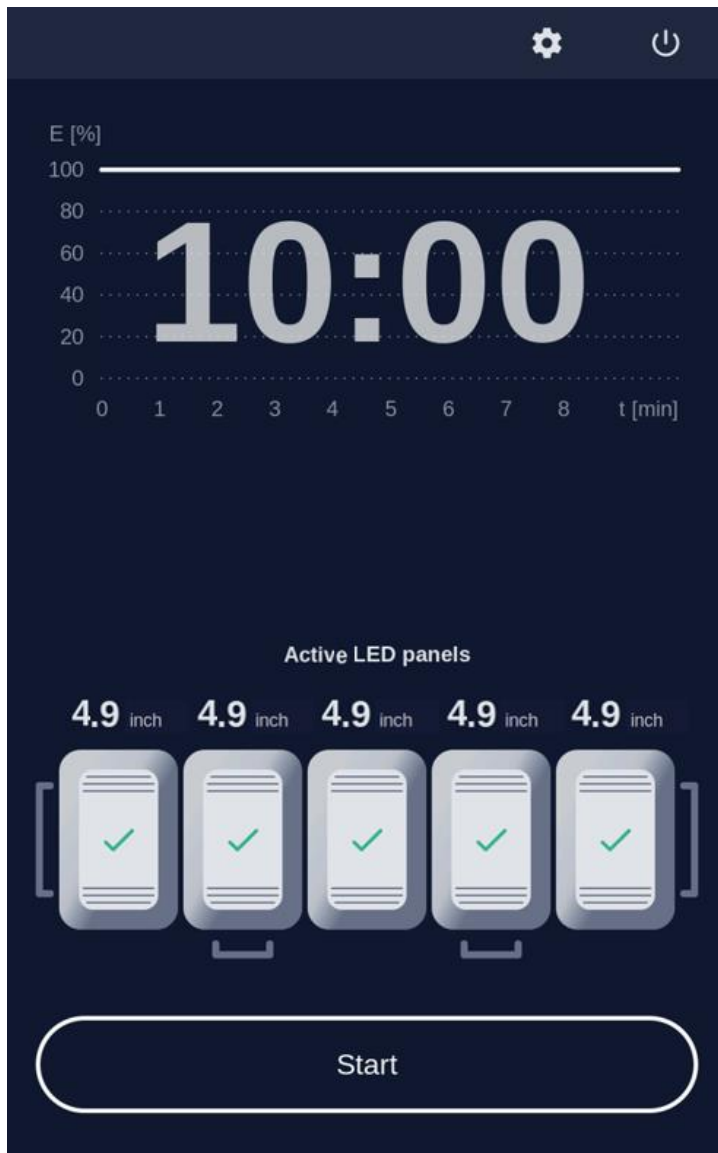 E [%]
100
80
60
40
20
0
10:00
0 1 2 3 4 5 6 7 8 t [min]
Active LED panels
4.9 inch 4.9 inch 4.9 inch 4.9 inch 4.9 inch
Start